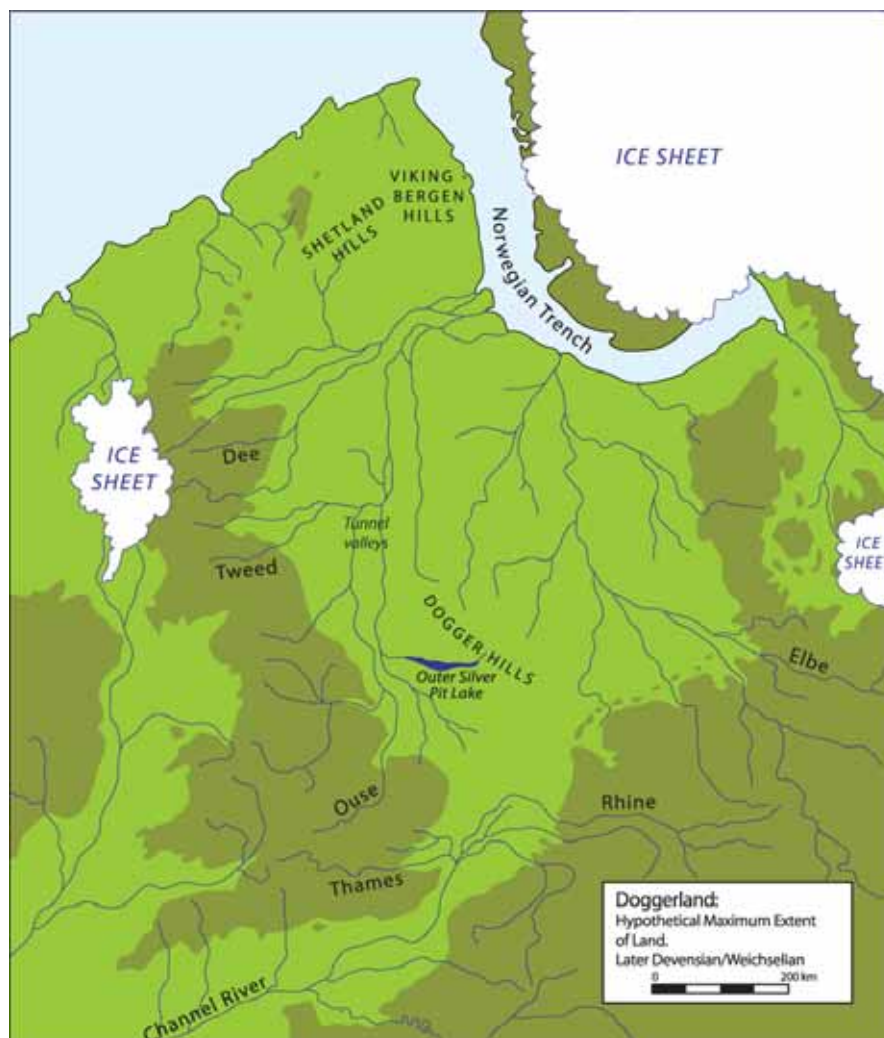 ICE SHEET
VIKING
BERGEN
HILLS
SHETLAND
HILLS
Norwegian Trench
ICE
SHEET
Dee
Tunnel
valleys
ICE
SHEET
Tweed
DOGGER HILLS
Elbe
Outer Silver
Pit Lake
Ouse
Rhine
Thames
Channel River
Doggerland:
Hypothetical Maximum Extent
of Land.
Later Devensian/Weichselian
0 200 km